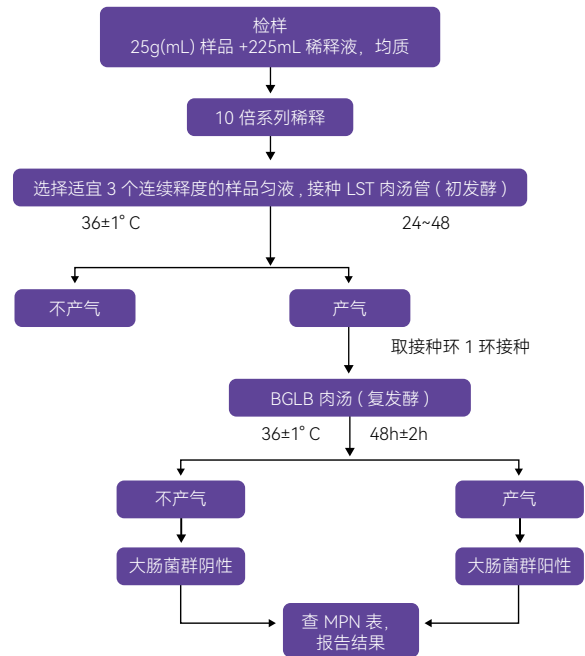 检样
25g(mL) 样品 +225mL 稀释液，均质
10 倍系列稀释
选择适宜 3 个连续释度的样品匀液 , 接种 LST 肉汤管 ( 初发酵 )
36±1° C
24~48
不产气
产气
取接种环 1 环接种
BGLB 肉汤 ( 复发酵 )
36±1° C
48h±2h
不产气
产气
大肠菌群阴性
大肠菌群阳性
查 MPN 表，
报告结果